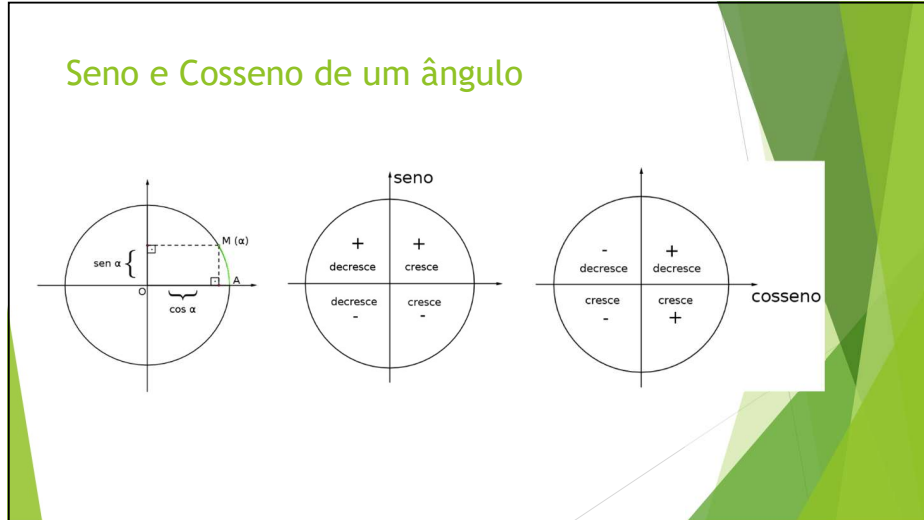 Seno e Cosseno de um ângulo
M (α)
sen α
O
A
cos α
seno
+ +
decresce cresce
decresce cresce
- -
- +
decresce decresce
cresce cresce
- +
cosseno